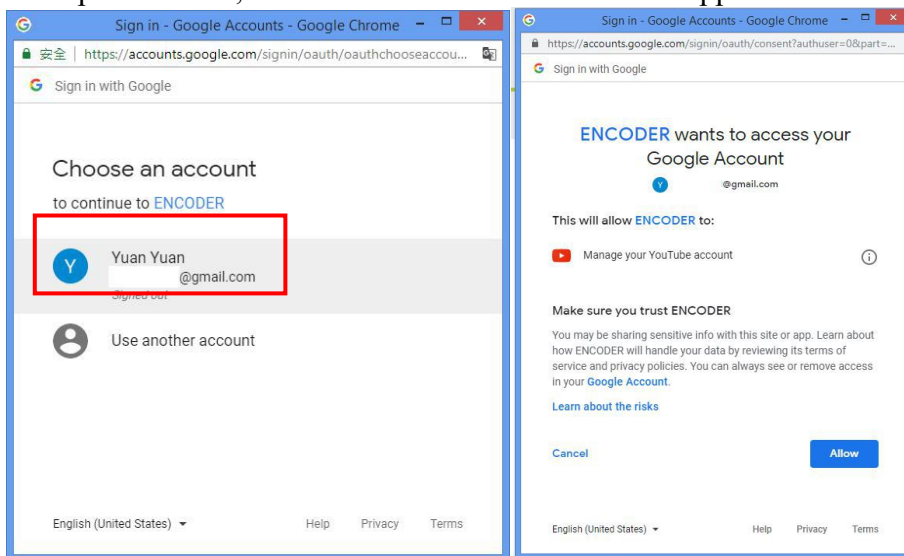 Sign in - Google Accounts - Google Chrome
安全 | https://accounts.google.com/signin/oauth/oauthchooseaccou...
G Sign in with Google
Choose an account
to continue to ENCODER
Y
Yuan Yuan
@gmail.com
Signed out
Use another account
English (United States)
Help Privacy Terms
Sign in - Google Accounts - Google Chrome
https://accounts.google.com/signin/oauth/consent?authuser=0&part=...
G Sign in with Google
ENCODER wants to access your
Google Account
Y @gmail.com
This will allow ENCODER to:
Manage your YouTube account
Make sure you trust ENCODER
You may be sharing sensitive info with this site or app. Learn about
how ENCODER will handle your data by reviewing its terms of
service and privacy policies. You can always see or remove access
in your Google Account.
Learn about the risks
Cancel Allow
English (United States)
Help Privacy Terms